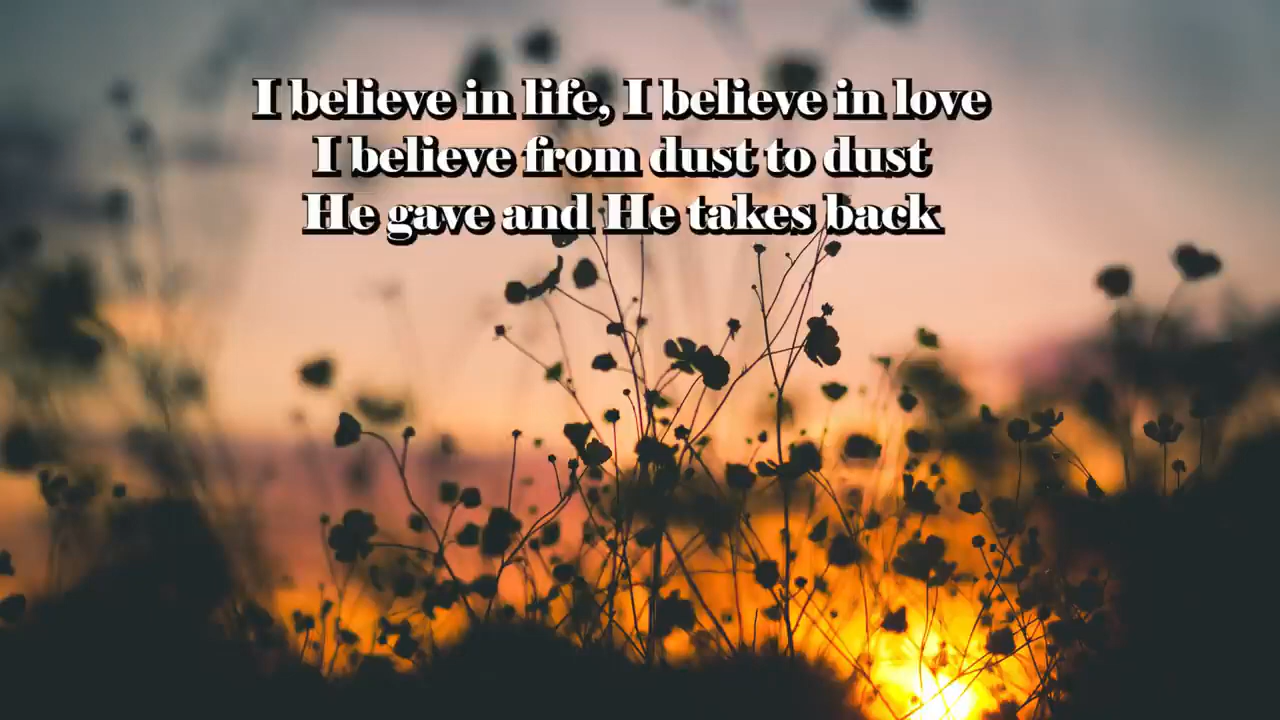 I believe in life, I believe in love
I believe from dust to dust
He gave and He takes back